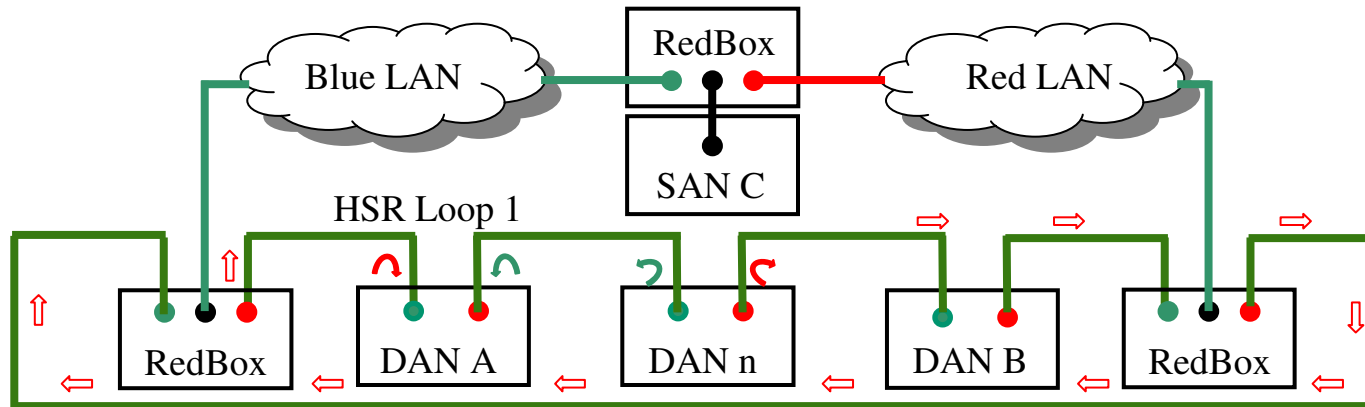 RedBox
Blue LAN
Red LAN
SAN C
HSR Loop 1
RedBox
DAN A
DAN n
DAN B
RedBox